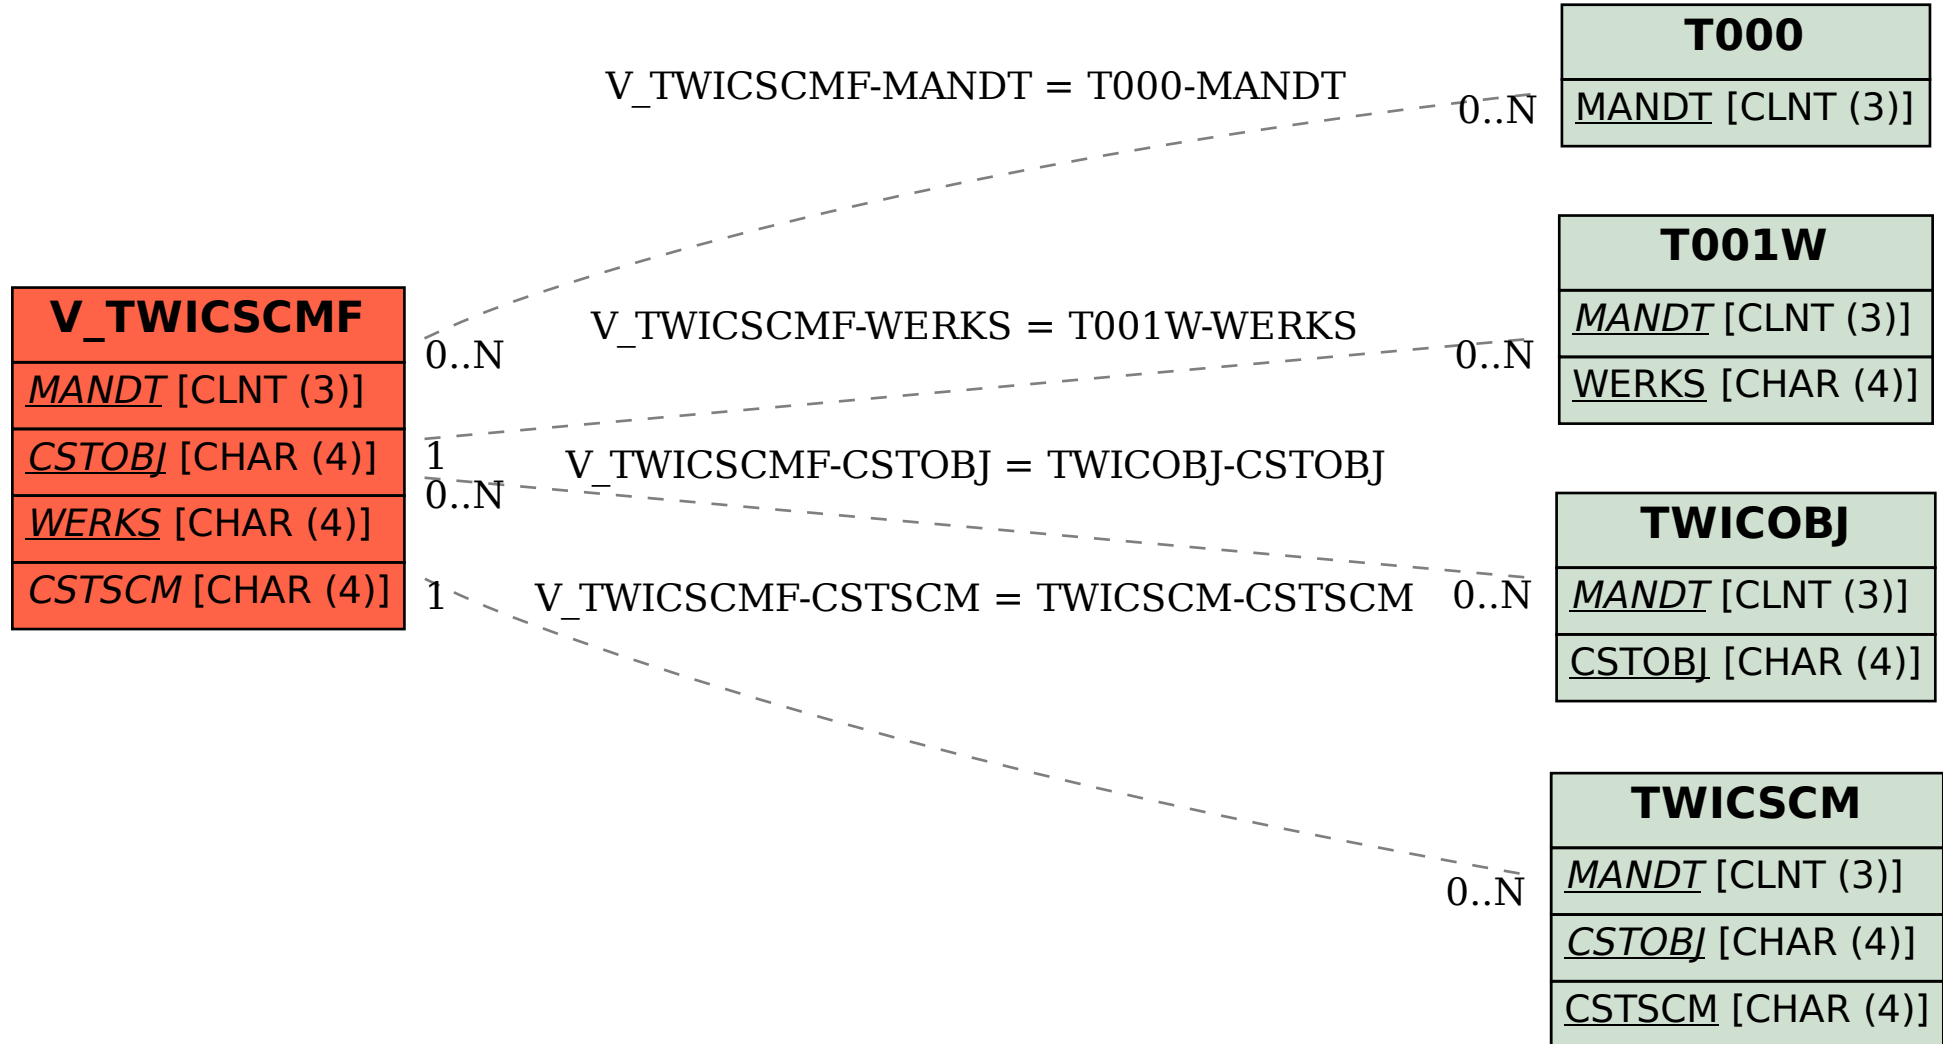 T000
MANDT [CLNT (3)]
V_TWICSCMF-MANDT = T000-MANDT
0..N
T001W
MANDT [CLNT (3)]
WERKS [CHAR (4)]
V_TWICSCMF
MANDT [CLNT (3)]
CSTOBJ [CHAR (4)]
WERKS [CHAR (4)]
CSTSCM [CHAR (4)]
0..N
V_TWICSCMF-WERKS = T001W-WERKS
0..N
1
V_TWICSCMF-CSTOBJ = TWICOBJ-CSTOBJ
0..N
TWICOBJ
MANDT [CLNT (3)]
CSTOBJ [CHAR (4)]
1
V_TWICSCMF-CSTSCM = TWICSCM-CSTSCM
0..N
TWICSCM
MANDT [CLNT (3)]
CSTOBJ [CHAR (4)]
CSTSCM [CHAR (4)]
0..N